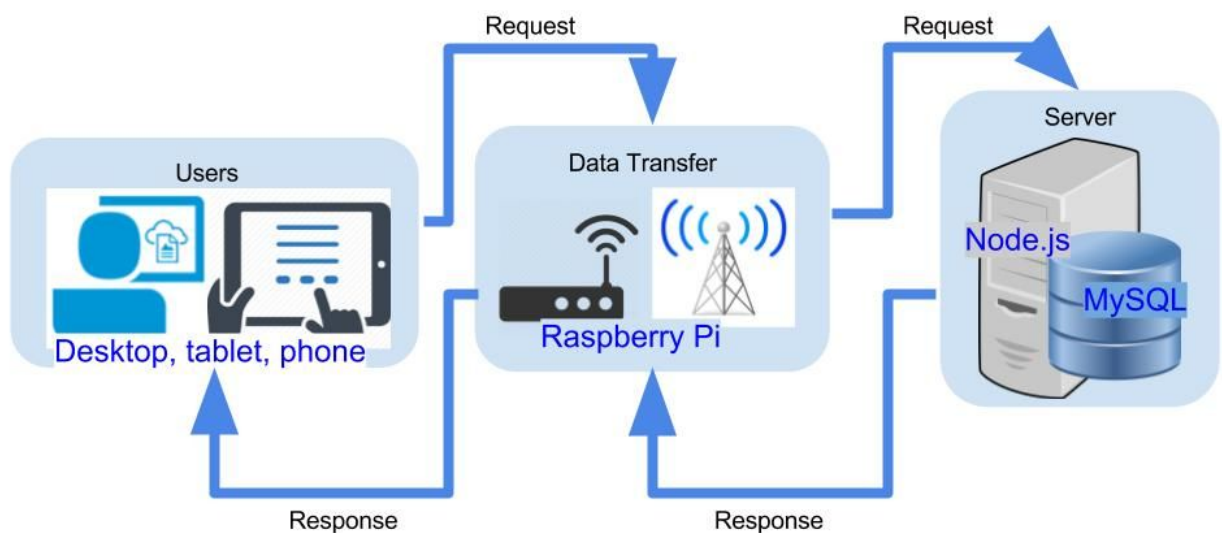 Request
Request
Users
Desktop, tablet, phone
Data Transfer
Raspberry Pi
Server
Node.js
MySQL
Response
Response